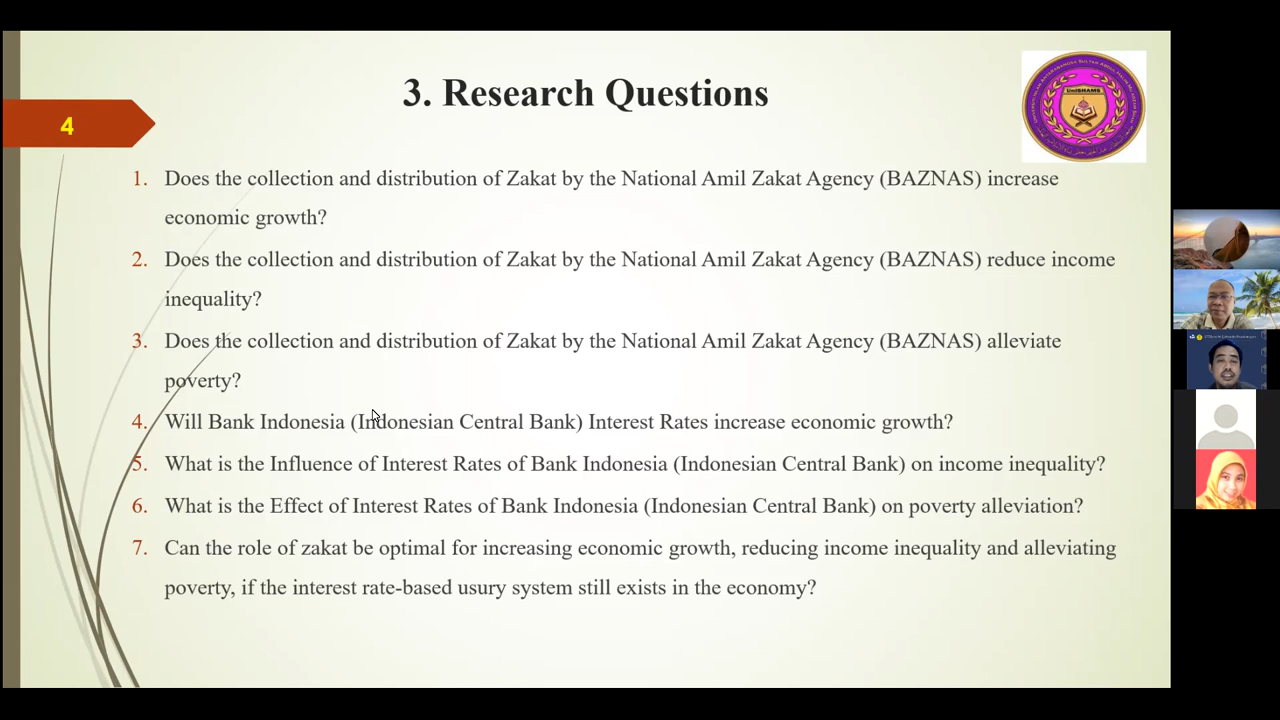 3. Research Questions
4
UniSHAMS
1. Does the collection and distribution of Zakat by the National Amil Zakat Agency (BAZNAS) increase
economic growth?
2. Does the collection and distribution of Zakat by the National Amil Zakat Agency (BAZNAS) reduce income
inequality?
3. Does the collection and distribution of Zakat by the National Amil Zakat Agency (BAZNAS) alleviate
poverty?
4. Will Bank Indonesia (Indonesian Central Bank) Interest Rates increase economic growth?
5. What is the Influence of Interest Rates of Bank Indonesia (Indonesian Central Bank) on income inequality?
6. What is the Effect of Interest Rates of Bank Indonesia (Indonesian Central Bank) on poverty alleviation?
7. Can the role of zakat be optimal for increasing economic growth, reducing income inequality and alleviating
poverty, if the interest rate-based usury system still exists in the economy?